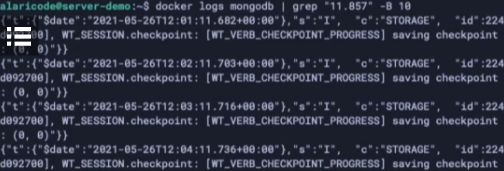 alaricode@server-demo:~$ docker logs mongodb | grep "11.857" -B 10
{"t":{"$date":"2021-05-26T12:01:11.682+00:00"},"s":"I", "c":"STORAGE", "id":224
d092700], WT_SESSION.checkpoint: [WT_VERB_CHECKPOINT_PROGRESS] saving checkpoint
: (0, 0)"}}
{"t":{"$date":"2021-05-26T12:02:11.703+00:00"},"s":"I", "c":"STORAGE", "id":224
d092700], WT_SESSION.checkpoint: [WT_VERB_CHECKPOINT_PROGRESS] saving checkpoint
: (0, 0)"}}
{"t":{"$date":"2021-05-26T12:03:11.716+00:00"},"s":"I", "c":"STORAGE", "id":224
d092700], WT_SESSION.checkpoint: [WT_VERB_CHECKPOINT_PROGRESS] saving checkpoint
: (0, 0)"}}
{"t":{"$date":"2021-05-26T12:04:11.736+00:00"},"s":"I", "c":"STORAGE", "id":224
d092700], WT_SESSION.checkpoint: [WT_VERB_CHECKPOINT_PROGRESS] saving checkpoint